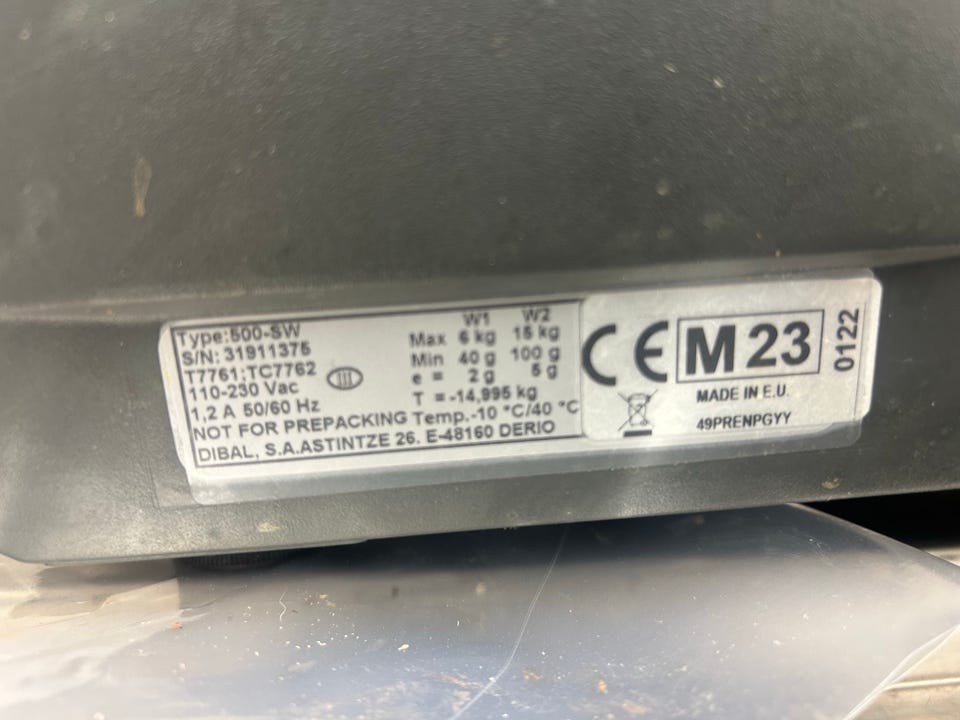 Type:500-SW
S/N: 31911375
T7761:TC7762
110-230 Vac
1,2 A 50/60 Hz
III
W1 W2
Max 6 kg 15 kg
Min 40 g 100 g
e = 2 g 5 g
T = -14,995 kg
NOT FOR PREPACKING Temp.-10 °C/40 °C
DIBAL, S.A.ASTINTZE 26. E-48160 DERIO
CE M 23 0122
MADE IN E.U.
49PRENPGYY